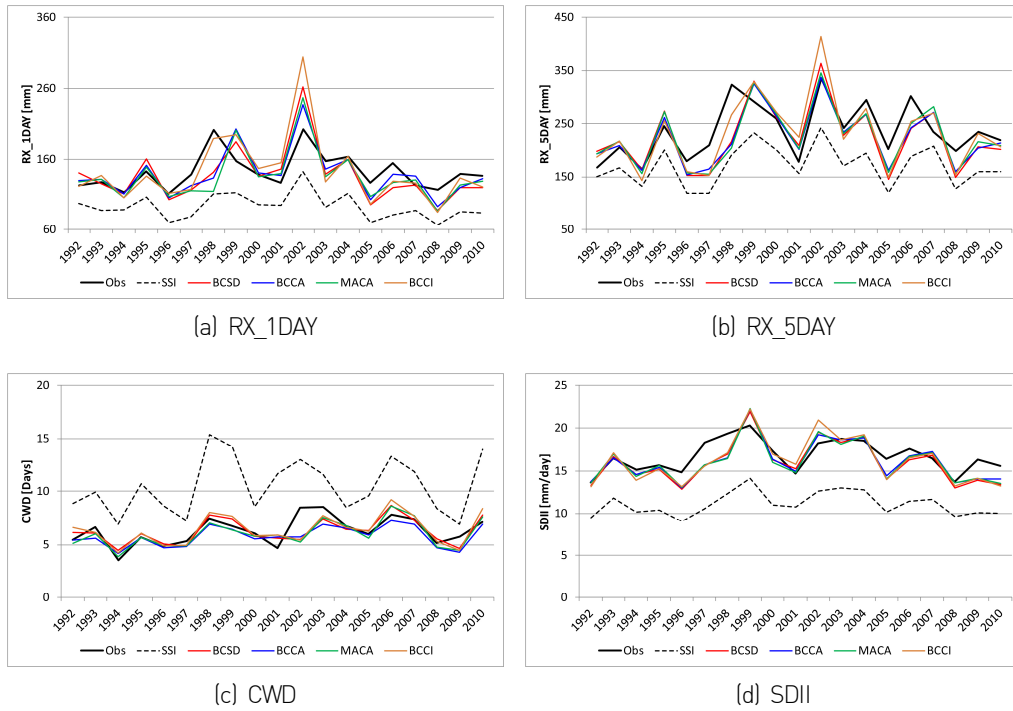 RX_1DAY [mm]
360
260
160
60
1992 1993 1994 1995 1996 1997 1998 1999 2000 2001 2002 2003 2004 2005 2006 2007 2008 2009 2010
Obs SSI BCSD BCCA MACA BCCI
(a) RX_1DAY
RX_5DAY [mm]
450
350
250
150
50
1992 1993 1994 1995 1996 1997 1998 1999 2000 2001 2002 2003 2004 2005 2006 2007 2008 2009 2010
Obs SSI BCSD BCCA MACA BCCI
(b) RX_5DAY
CWD [Days]
20
15
10
5
0
1992 1993 1994 1995 1996 1997 1998 1999 2000 2001 2002 2003 2004 2005 2006 2007 2008 2009 2010
Obs SSI BCSD BCCA MACA BCCI
(c) CWD
SDII [mm/day]
25
20
15
10
5
0
1992 1993 1994 1995 1996 1997 1998 1999 2000 2001 2002 2003 2004 2005 2006 2007 2008 2009 2010
Obs SSI BCSD BCCA MACA BCCI
(d) SDII